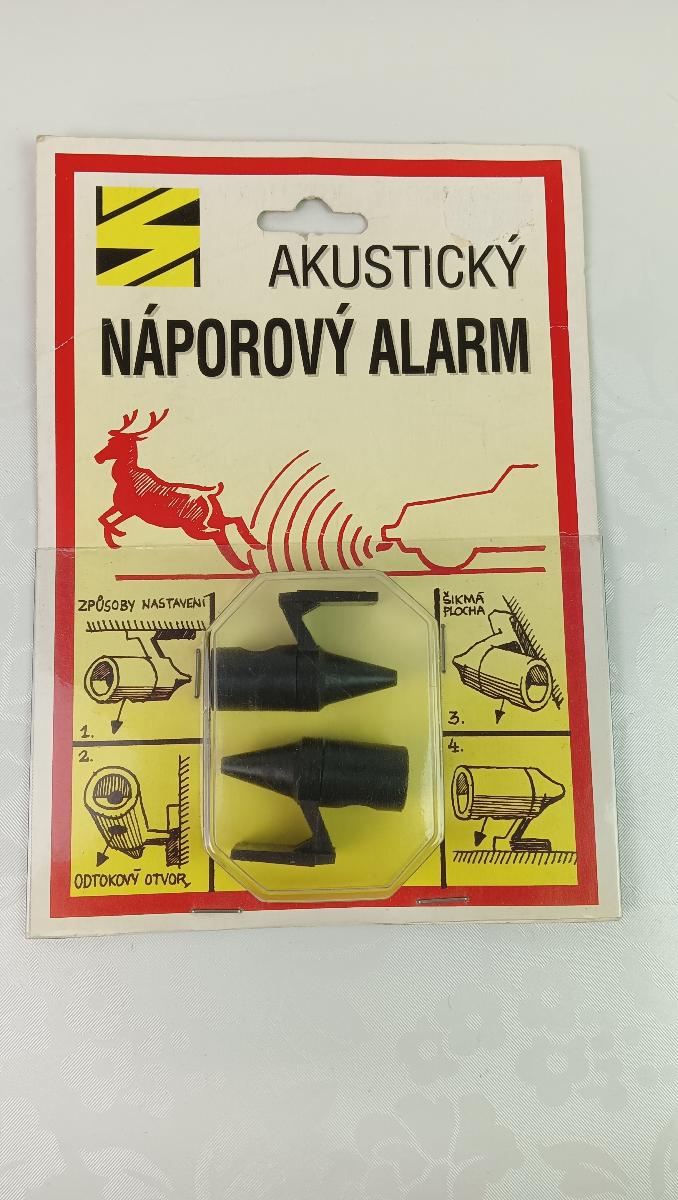 AKUSTICKÝ
NÁPOROVÝ ALARM
ZPŮSOBY NASTAVENÍ
1.
2.
ODTOKOVÝ OTVOR
ŠIKMÁ
PLOCHA
3.
4.